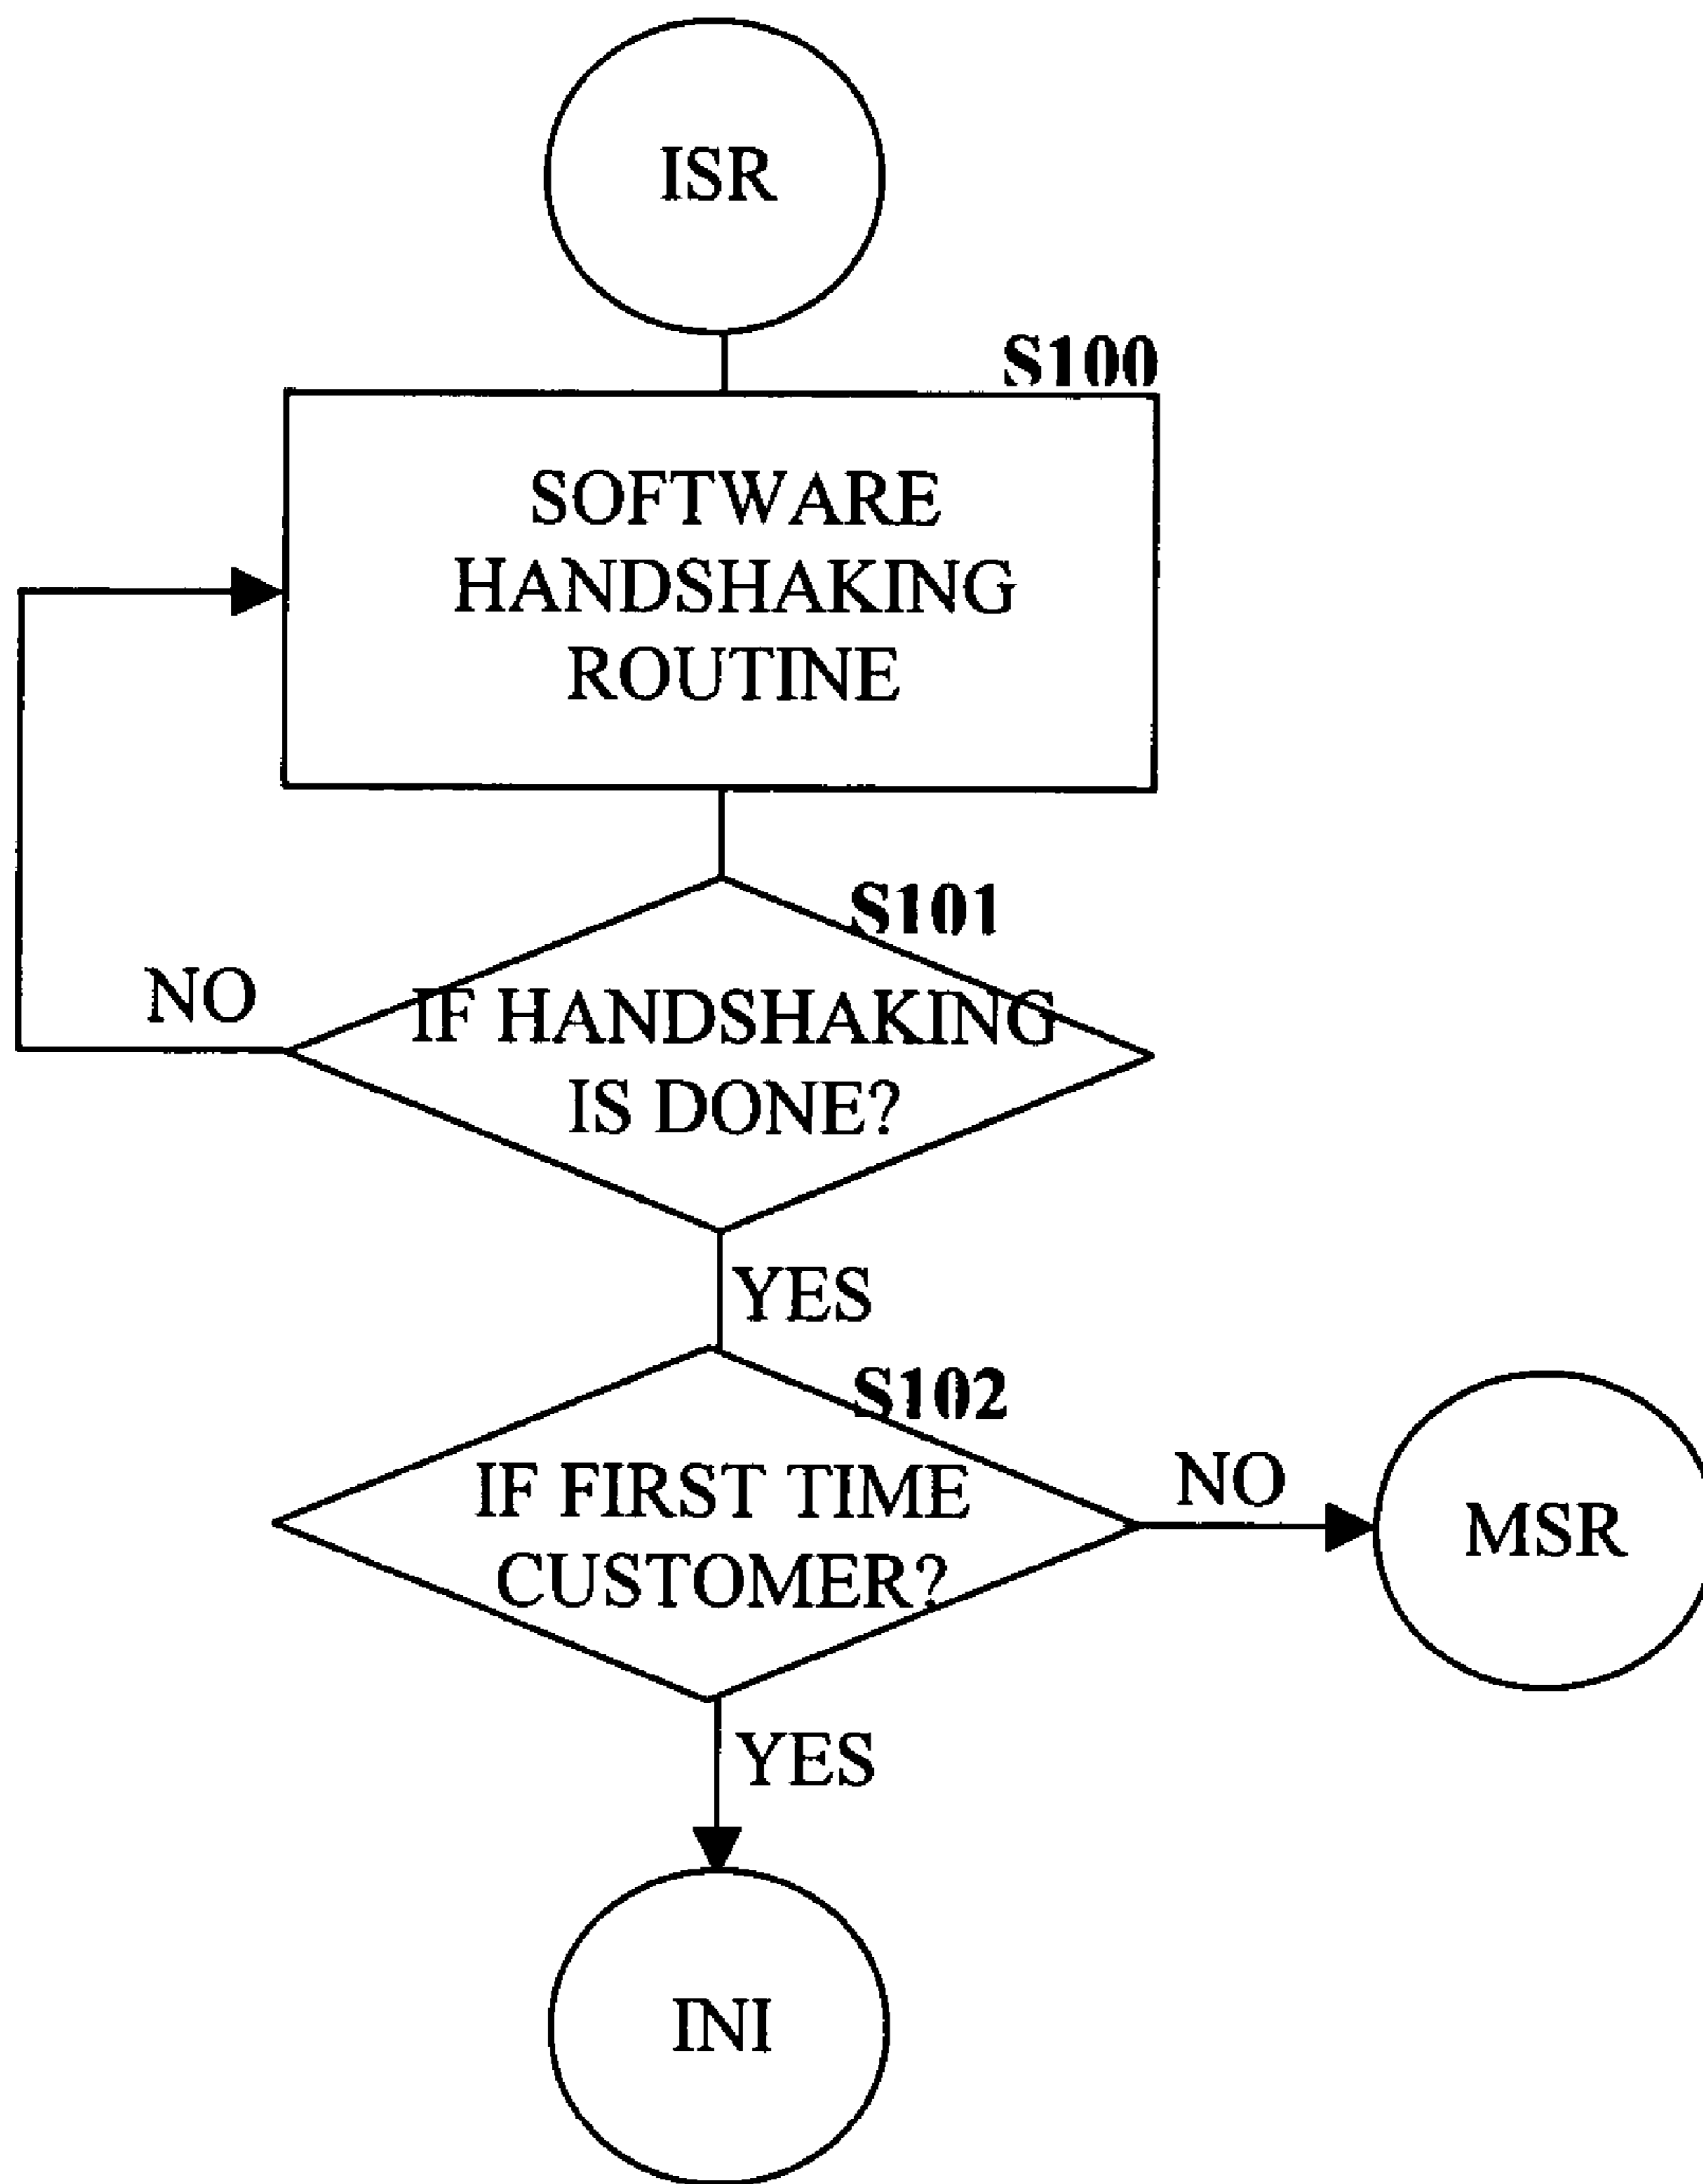 ISR
S100
SOFTWARE
HANDSHAKING
ROUTINE
S101
NO
IF HANDSHAKING
IS DONE?
YES
S102
IF FIRST TIME
CUSTOMER?
NO
MSR
YES
INI